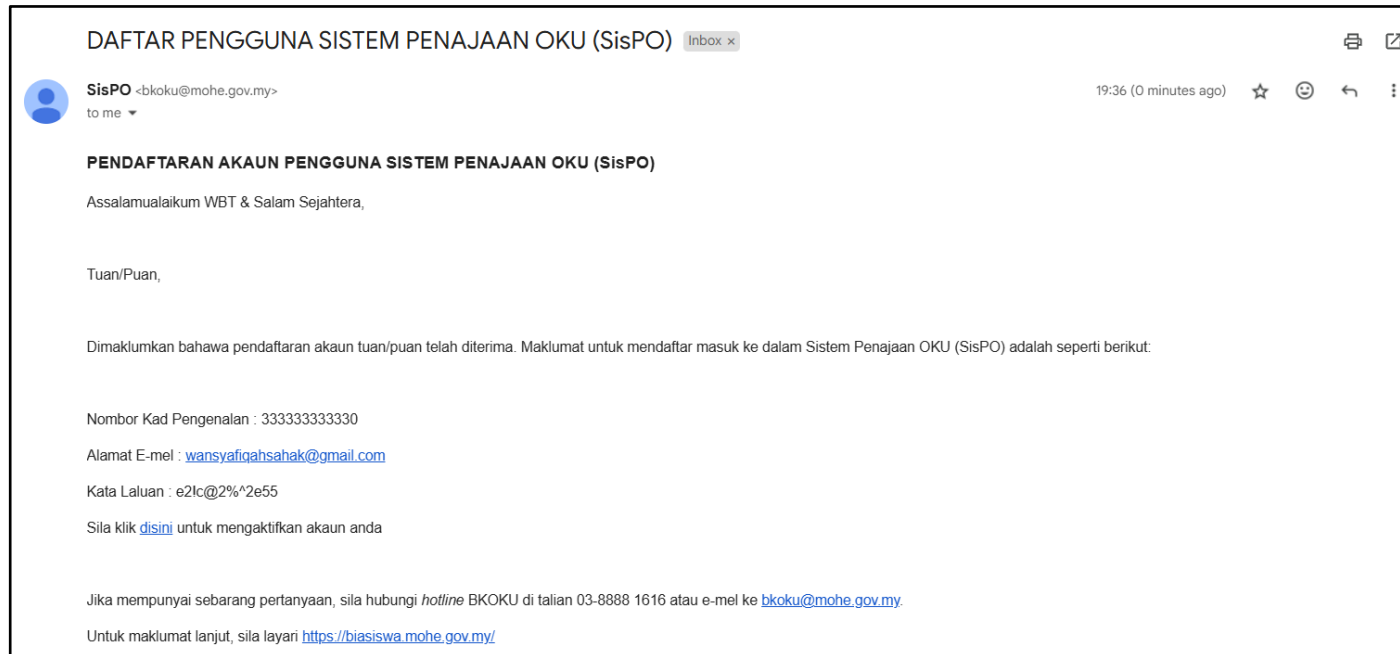 DAFTAR PENGGUNA SISTEM PENAJAAN OKU (SisPO) Inbox ×
SisPO <bkoku@mohe.gov.my> 19:36 (0 minutes ago)
to me
PENDAFTARAN AKAUN PENGGUNA SISTEM PENAJAAN OKU (SisPO)
Assalamualaikum WBT & Salam Sejahtera,
Tuan/Puan,
Dimaklumkan bahawa pendaftaran akaun tuan/puan telah diterima. Maklumat untuk mendaftar masuk ke dalam Sistem Penajaan OKU (SisPO) adalah seperti berikut:
Nombor Kad Pengenalan : 333333333330
Alamat E-mel : wansyafiqahsahak@gmail.com
Kata Laluan : e2!c@2%^2e55
Sila klik disini untuk mengaktifkan akaun anda
Jika mempunyai sebarang pertanyaan, sila hubungi hotline BKOKU di talian 03-8888 1616 atau e-mel ke bkoku@mohe.gov.my.
Untuk maklumat lanjut, sila layari https://biasiswa.mohe.gov.my/